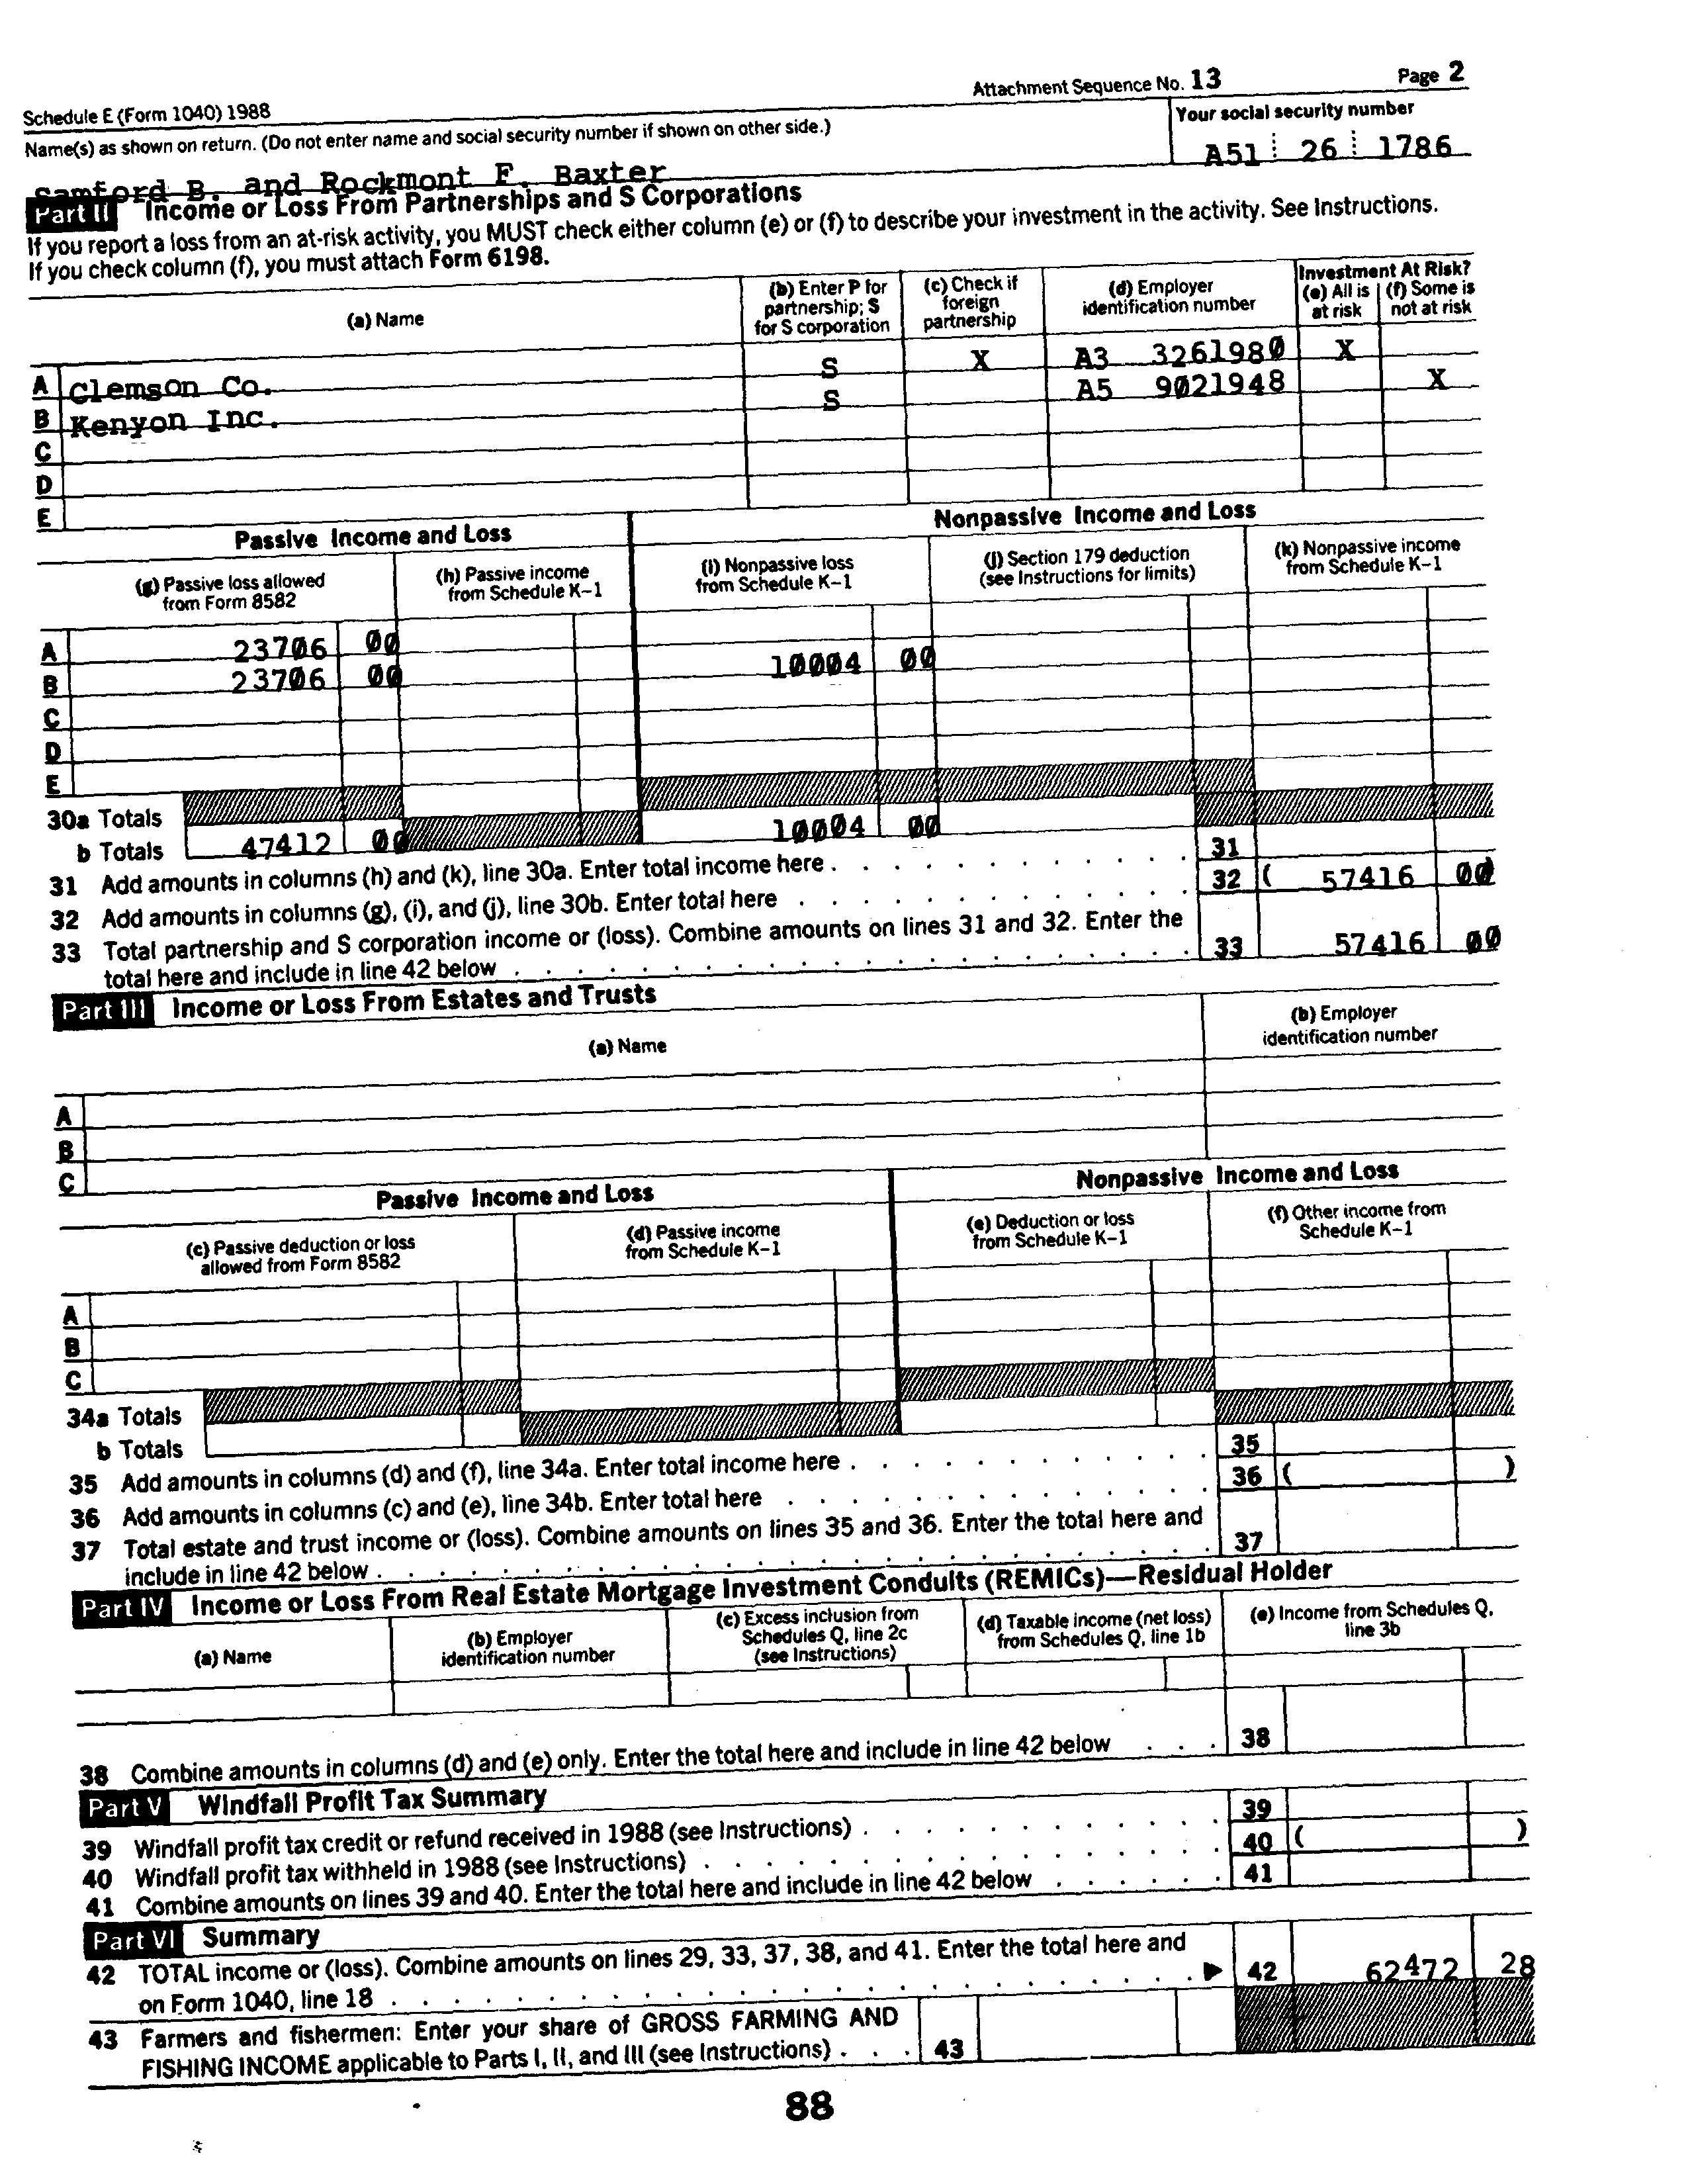 Attachment Sequence No. 13 Page 2
Schedule E (Form 1040) 1988
Name(s) as shown on return. (Do not enter name and social security number if shown on other side.)
Your social security number
Samford B. and Rockmont F. Baxter
A51 26 1786
Part II Income or Loss From Partnerships and S Corporations
If you report a loss from an at-risk activity, you MUST check either column (e) or (f) to describe your investment in the activity. See Instructions.
If you check column (f), you must attach Form 6198.
(a) Name
(b) Enter P for partnership; S for S corporation
(c) Check if foreign partnership
(d) Employer identification number
Investment At Risk?
(e) All is at risk
(f) Some is not at risk
A Clemson Co. S X A3 3261980 X
B Kenyon Inc. S A5 9021948 X
C
D
E
Passive Income and Loss
Nonpassive Income and Loss
(g) Passive loss allowed from Form 8582
(h) Passive income from Schedule K-1
(i) Nonpassive loss from Schedule K-1
(j) Section 179 deduction (see Instructions for limits)
(k) Nonpassive income from Schedule K-1
A 23706 00
B 23706 00 10004 00
C
D
E
30a Totals
b Totals 47412 00 10004 00
31 Add amounts in columns (h) and (k), line 30a. Enter total income here . . . 31
32 Add amounts in columns (g), (i), and (j), line 30b. Enter total here . . . 32 ( 57416 00 )
33 Total partnership and S corporation income or (loss). Combine amounts on lines 31 and 32. Enter the
total here and include in line 42 below . . . 33 57416 00
Part III Income or Loss From Estates and Trusts
(a) Name
(b) Employer identification number
A
B
C
Passive Income and Loss
Nonpassive Income and Loss
(c) Passive deduction or loss allowed from Form 8582
(d) Passive income from Schedule K-1
(e) Deduction or loss from Schedule K-1
(f) Other income from Schedule K-1
A
B
C
34a Totals
b Totals
35 Add amounts in columns (d) and (f), line 34a. Enter total income here . . . 35
36 Add amounts in columns (c) and (e), line 34b. Enter total here . . . 36 ( )
37 Total estate and trust income or (loss). Combine amounts on lines 35 and 36. Enter the total here and
include in line 42 below . . . 37
Part IV Income or Loss From Real Estate Mortgage Investment Conduits (REMICs)—Residual Holder
(a) Name
(b) Employer identification number
(c) Excess inclusion from Schedules Q, line 2c (see Instructions)
(d) Taxable income (net loss) from Schedules Q, line 1b
(e) Income from Schedules Q, line 3b
38 Combine amounts in columns (d) and (e) only. Enter the total here and include in line 42 below . . . 38
Part V Windfall Profit Tax Summary
39 Windfall profit tax credit or refund received in 1988 (see Instructions) . . . 39
40 Windfall profit tax withheld in 1988 (see Instructions) . . . 40 ( )
41 Combine amounts on lines 39 and 40. Enter the total here and include in line 42 below . . . 41
Part VI Summary
42 TOTAL income or (loss). Combine amounts on lines 29, 33, 37, 38, and 41. Enter the total here and
on Form 1040, line 18 . . . ▶ 42 62472 28
43 Farmers and fishermen: Enter your share of GROSS FARMING AND
FISHING INCOME applicable to Parts I, II, and III (see Instructions) . . . 43
88